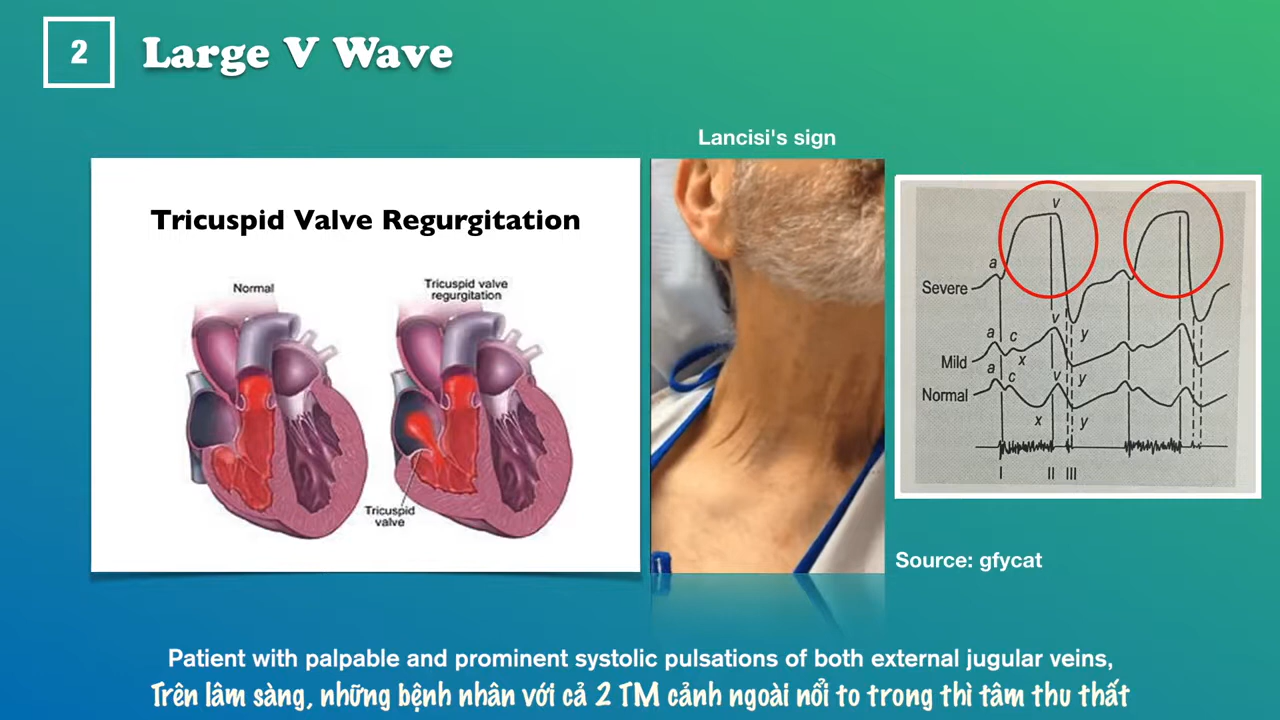 2
Large V Wave
Lancisi's sign
Tricuspid Valve Regurgitation
Normal
Tricuspid valve
regurgitation
Tricuspid
valve
v
a
Severe
v
a c y
Mild x
a c v y
Normal
x y
I II III
Source: gfycat
Patient with palpable and prominent systolic pulsations of both external jugular veins,
Trên lâm sàng, những bệnh nhân với cả 2 TM cảnh ngoài nổi to trong thì tâm thu thất